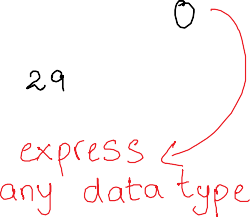 0
29
express
any data type